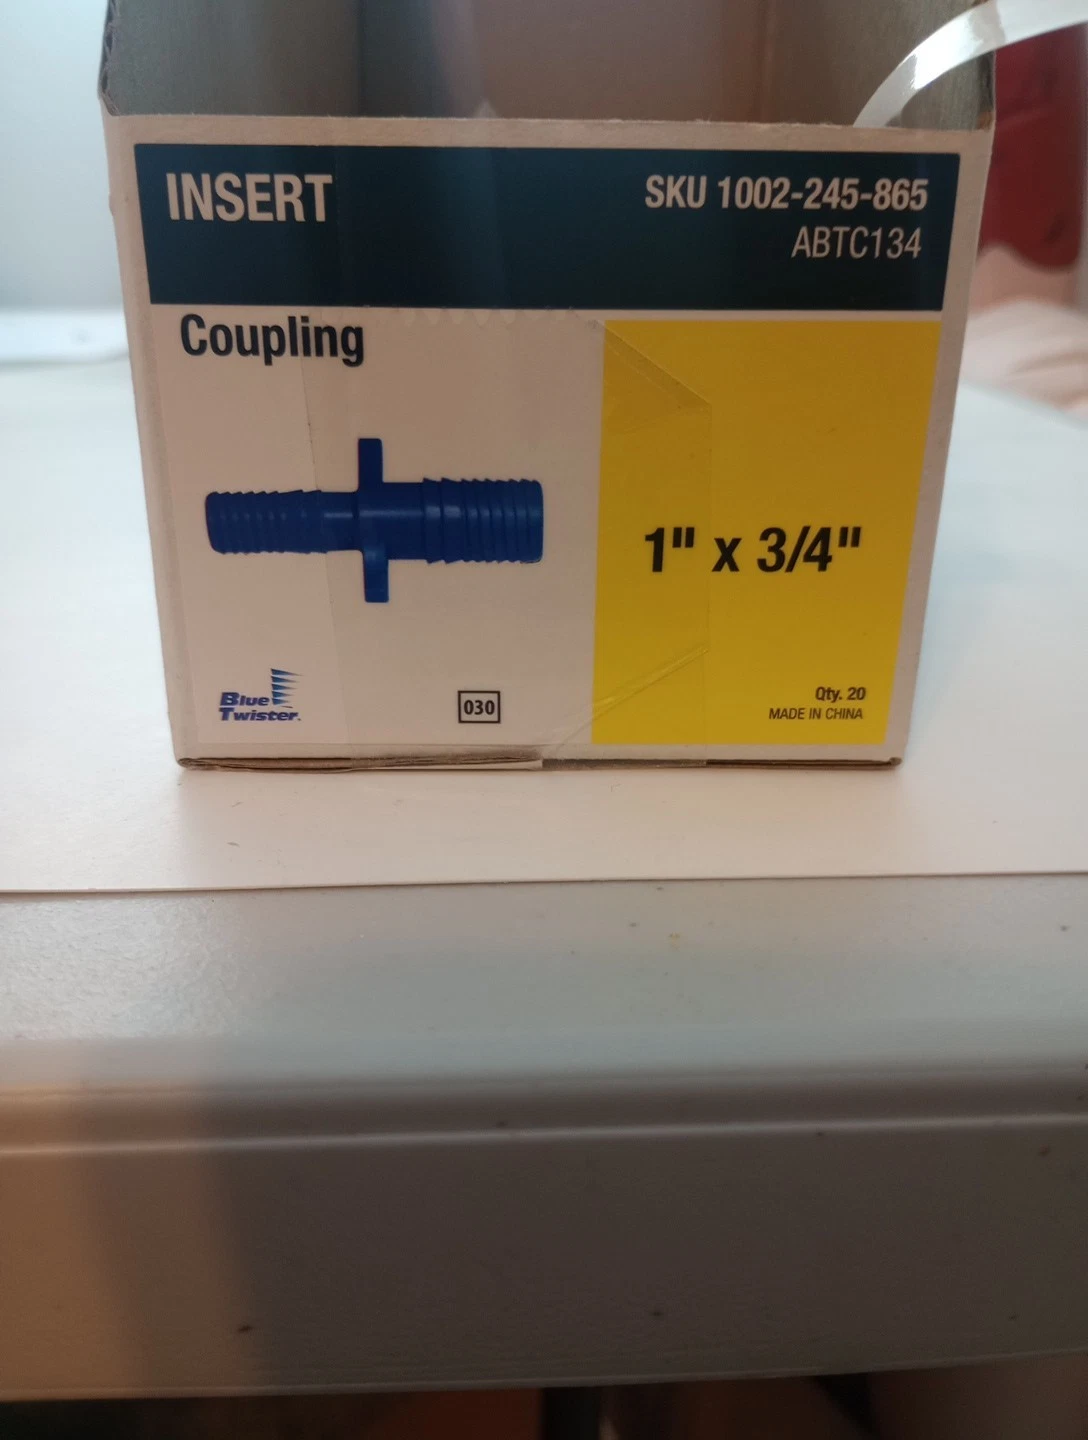 INSERT
SKU 1002-245-865
ABTC134
Coupling
1" x 3/4"
Blue
Twister
030
Qty. 20
MADE IN CHINA